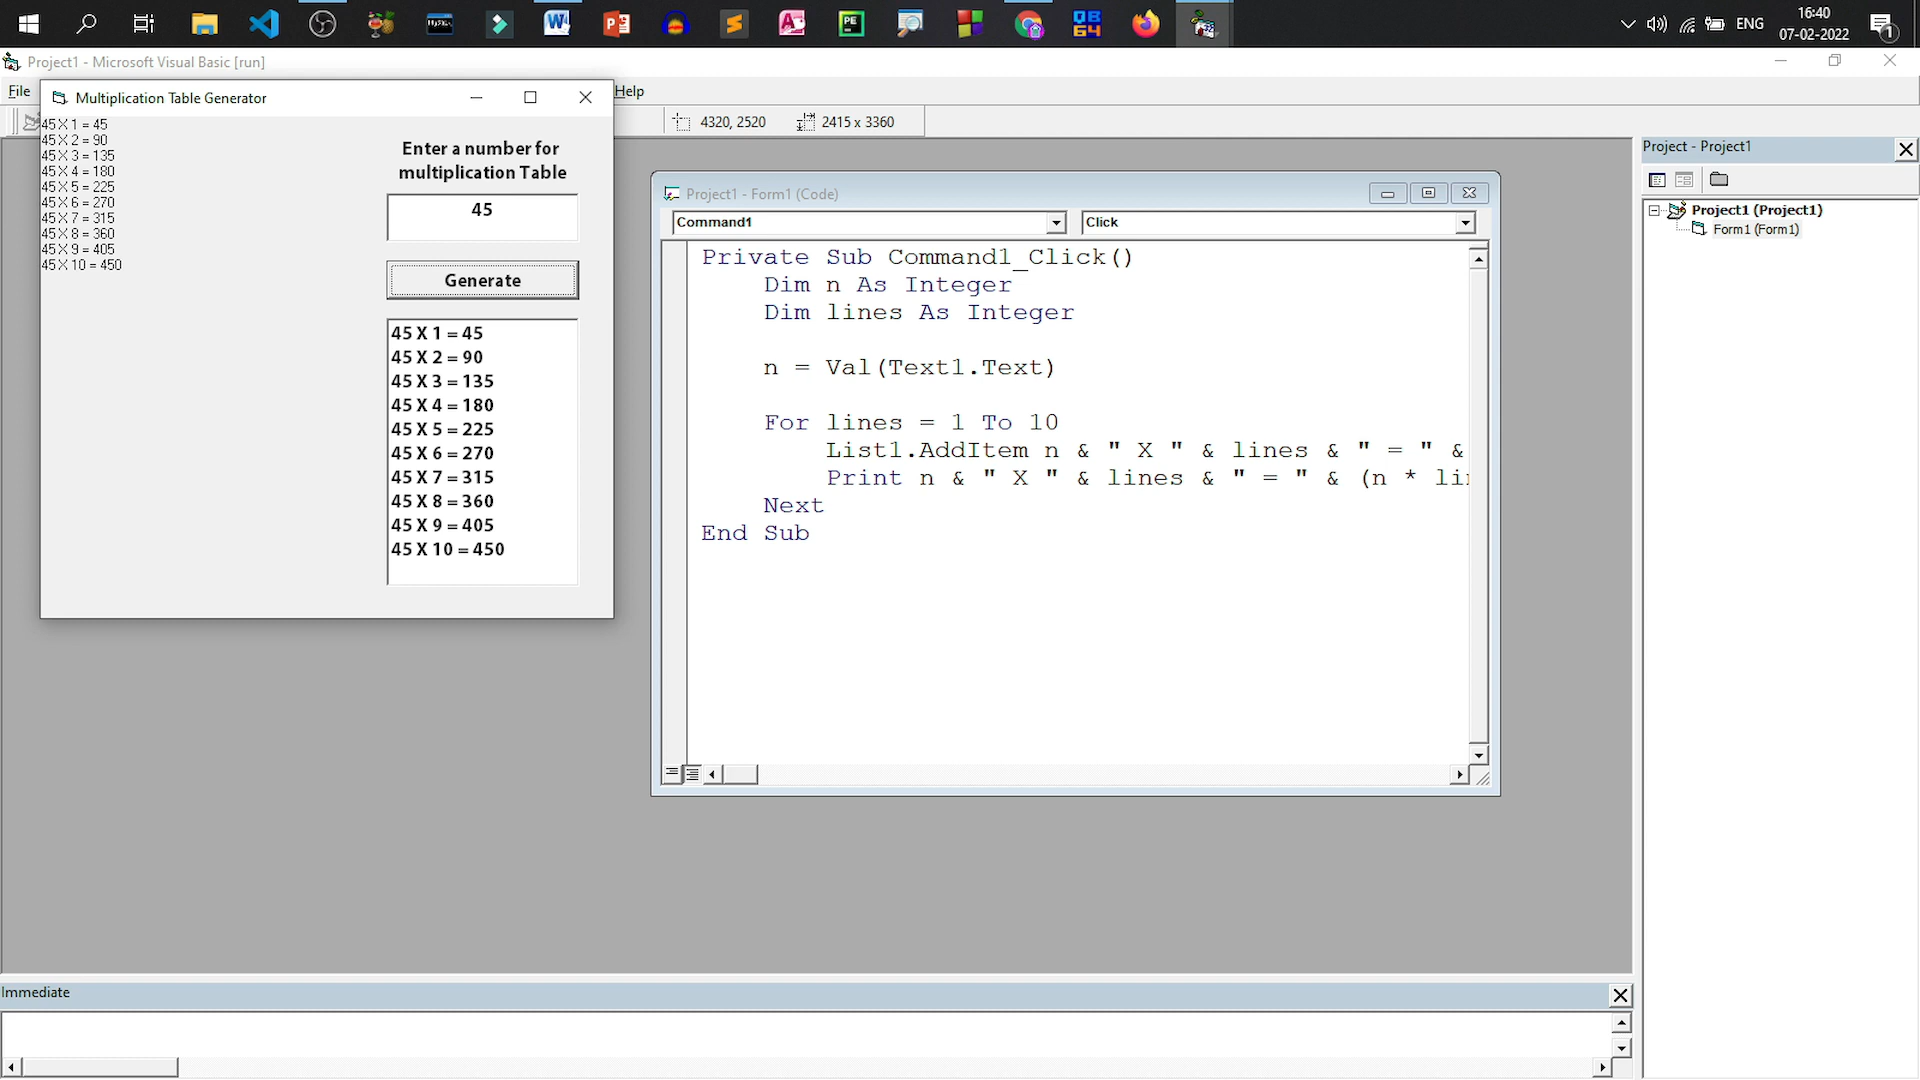 PE
QB
64
ENG
16:40
07-02-2022
1
Project1 - Microsoft Visual Basic [run]
File
Help
Multiplication Table Generator
4320, 2520
2415 x 3360
45 X 1 = 45
45 X 2 = 90
45 X 3 = 135
45 X 4 = 180
45 X 5 = 225
45 X 6 = 270
45 X 7 = 315
45 X 8 = 360
45 X 9 = 405
45 X 10 = 450
Enter a number for
multiplication Table
45
Generate
45 X 1 = 45
45 X 2 = 90
45 X 3 = 135
45 X 4 = 180
45 X 5 = 225
45 X 6 = 270
45 X 7 = 315
45 X 8 = 360
45 X 9 = 405
45 X 10 = 450
Project1 - Form1 (Code)
Command1
Click
Private Sub Command1_Click()
Dim n As Integer
Dim lines As Integer
n = Val(Text1.Text)
For lines = 1 To 10
List1.AddItem n & " X " & lines & " = " &
Print n & " X " & lines & " = " & (n * li
Next
End Sub
Project - Project1
Project1 (Project1)
Form1 (Form1)
Immediate